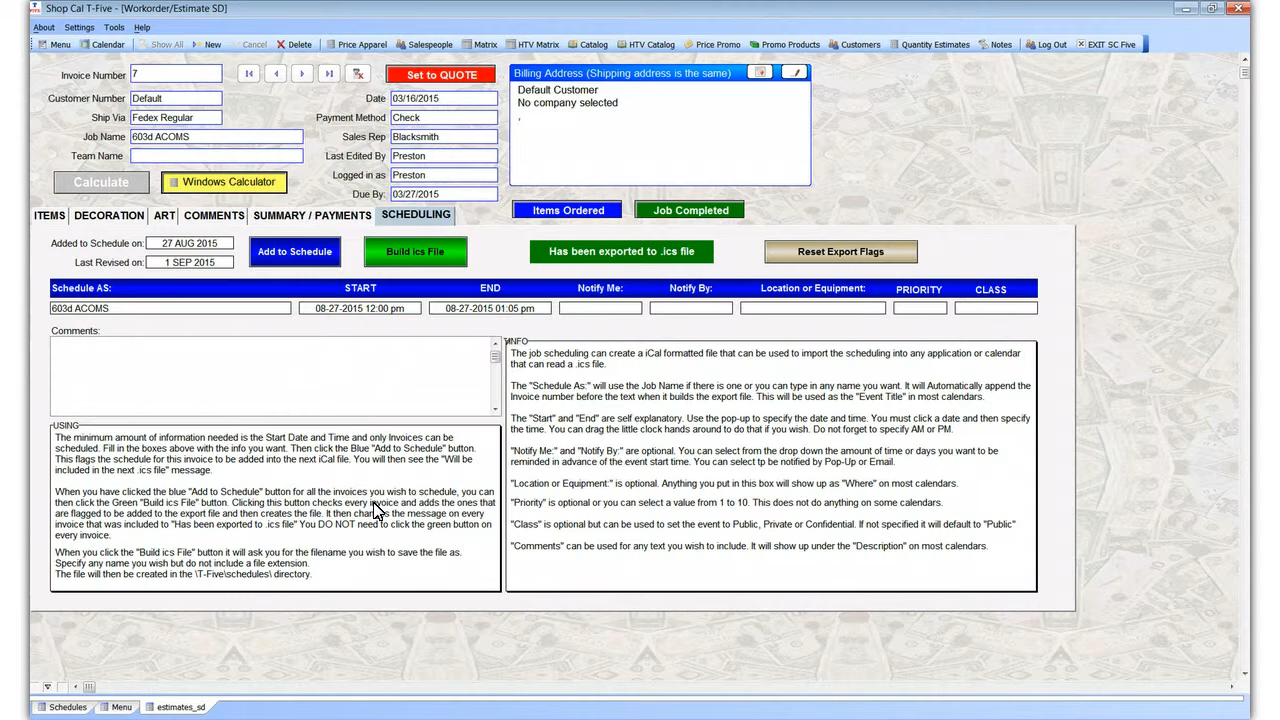 Shop Cal T-Five - [Workorder/Estimate SD]
About Settings Tools Help
Menu Calendar Show All New Cancel Delete Price Apparel Salespeople Matrix HTV Matrix Catalog HTV Catalog Price Promo Promo Products Customers Quantity Estimates Notes Log Out EXIT SC Five
Invoice Number 7 Set to QUOTE Billing Address (Shipping address is the same)
Customer Number Default Date 03/16/2015 Default Customer
No company selected
Ship Via Fedex Regular Payment Method Check ,
Job Name 603d ACOMS Sales Rep Blacksmith
Team Name Last Edited By Preston
Calculate Windows Calculator Logged in as Preston
Due By: 03/27/2015
ITEMS DECORATION ART COMMENTS SUMMARY / PAYMENTS SCHEDULING Items Ordered Job Completed
Added to Schedule on: 27 AUG 2015 Add to Schedule Build ics File Has been exported to .ics file Reset Export Flags
Last Revised on: 1 SEP 2015
Schedule AS: START END Notify Me: Notify By: Location or Equipment: PRIORITY CLASS
603d ACOMS 08-27-2015 12:00 pm 08-27-2015 01:05 pm
Comments:
USING
The minimum amount of information needed is the Start Date and Time and only Invoices can be
scheduled. Fill in the boxes above with the info you want. Then click the Blue "Add to Schedule" button.
This flags the schedule for this invoice to be added into the next iCal file. You will then see the "Will be
included in the next .ics file" message.
When you have clicked the blue "Add to Schedule" button for all the invoices you wish to schedule, you can
then click the Green "Build ics File" button. Clicking this button checks every invoice and adds the ones that
are flagged to be added to the export file and then creates the file. It then changes the message on every
invoice that was included to "Has been exported to .ics file" You DO NOT need to click the green button on
every invoice.
When you click the "Build ics File" button it will ask you for the filename you wish to save the file as.
Specify any name you wish but do not include a file extension.
The file will then be created in the \T-Five\schedules\ directory.
INFO
The job scheduling can create a iCal formatted file that can be used to import the scheduling into any application or calendar
that can read a .ics file.
The "Schedule As:" will use the Job Name if there is one or you can type in any name you want. It will Automatically append the
Invoice number before the text when it builds the export file. This will be used as the "Event Title" in most calendars.
The "Start" and "End" are self explanatory. Use the pop-up to specify the date and time. You must click a date and then specify
the time. You can drag the little clock hands around to do that if you wish. Do not forget to specify AM or PM.
"Notify Me:" and "Notify By:" are optional. You can select from the drop down the amount of time or days you want to be
reminded in advance of the event start time. You can select tp be notified by Pop-Up or Email.
"Location or Equipment:" is optional. Anything you put in this box will show up as "Where" on most calendars.
"Priority" is optional or you can select a value from 1 to 10. This does not do anything on some calendars.
"Class" is optional but can be used to set the event to Public, Private or Confidential. If not specified it will default to "Public"
"Comments" can be used for any text you wish to include. It will show up under the "Description" on most calendars.
Schedules Menu estimates_sd